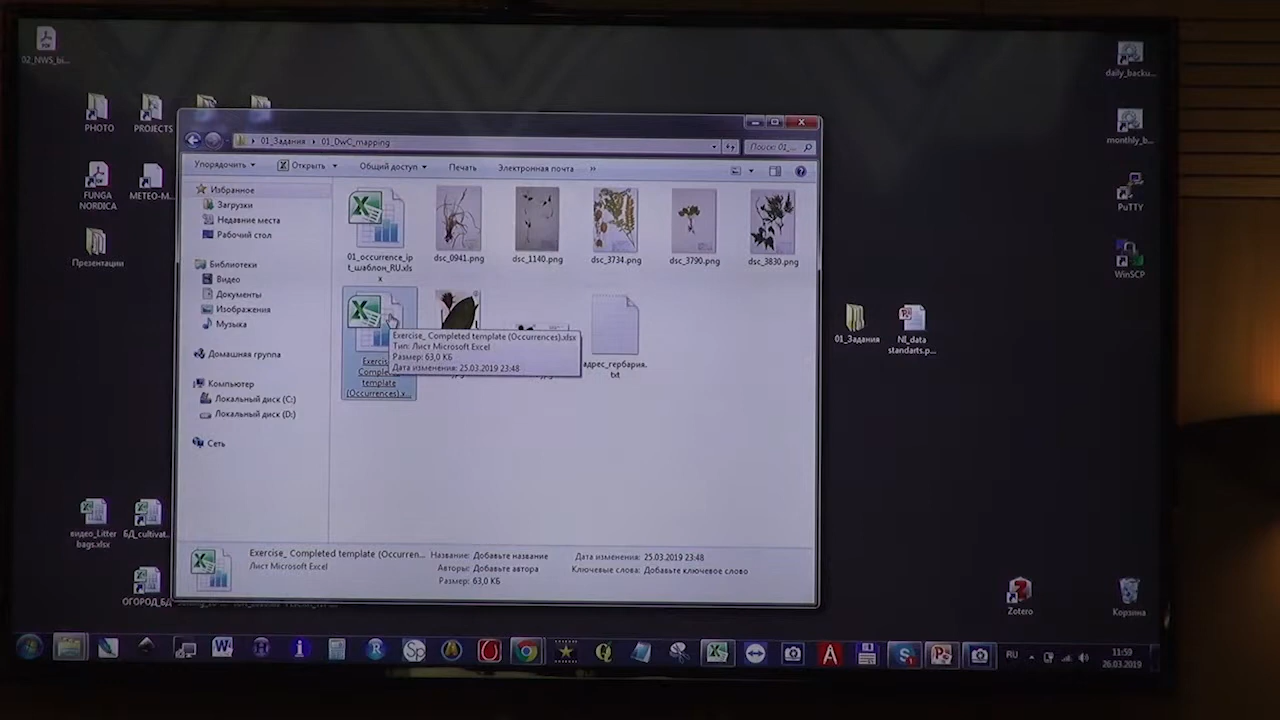 02_NWS_bi...
daily_backu...
PHOTO
PROJECTS
monthly_b...
01_Задания
01_DwC_mapping
Поиск: 01_...
Упорядочить
Открыть
Общий доступ
Печать
Электронная почта
»
FUNGA
NORDICA
METEO-M...
PuTTY
Презентации
WinSCP
Избранное
Загрузки
Недавние места
Рабочий стол
Библиотеки
Видео
Документы
Изображения
Музыка
Домашняя группа
Компьютер
Локальный диск (C:)
Локальный диск (D:)
Сеть
01_occurrence_ip
t_шаблон_RU.xls
x
dsc_0941.png
dsc_1140.png
dsc_3734.png
dsc_3790.png
dsc_3830.png
Exercise_ Completed template (Occurrences).xlsx
Тип: Лист Microsoft Excel
Размер: 63,0 КБ
Дата изменения: 25.03.2019 23:48
template
(Occurrences).x...
адрес_гербария.
txt
01_Задания
NI_data
standarts.p...
видео_Litter
bags.xlsx
БД_cultivat...
ОГОРОД_БД
Exercise_ Completed template (Occurren...
Лист Microsoft Excel
Название: Добавьте название
Авторы: Добавьте автора
Размер: 63,0 КБ
Дата изменения: 25.03.2019 23:48
Ключевые слова: Добавьте ключевое слово
Zotero
Корзина
RU
11:59
26.03.2019